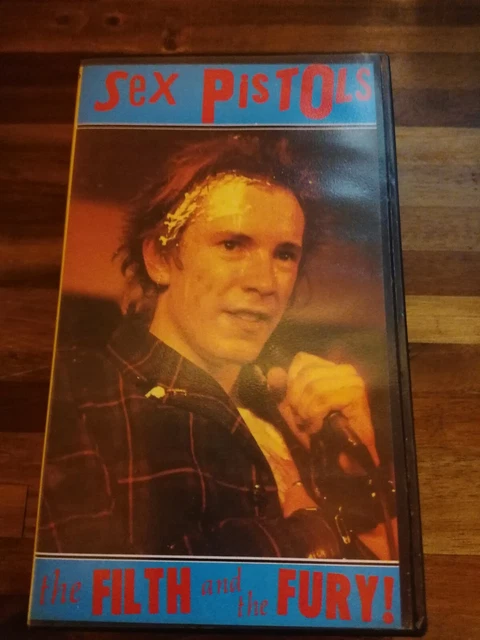 Sex PisTOLS
the FILTH and the FURY!